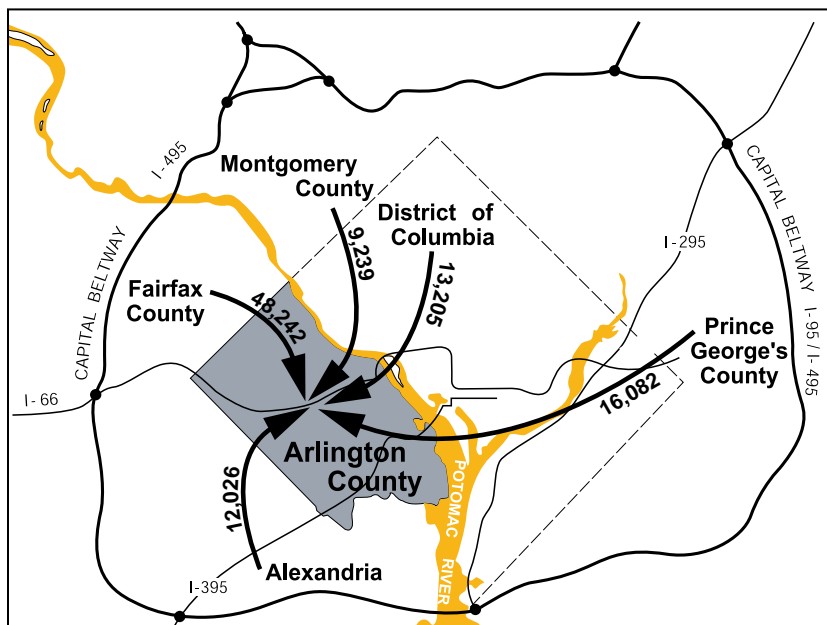 I-495
Montgomery
County
District of
Columbia
CAPITAL BELTWAY I-95 / I-495
I-295
9,239
13,205
Fairfax
County
48,242
CAPITAL BELTWAY
Prince
George's
County
16,082
I-66
Arlington
County
12,026
POTOMAC RIVER
Alexandria
I-395